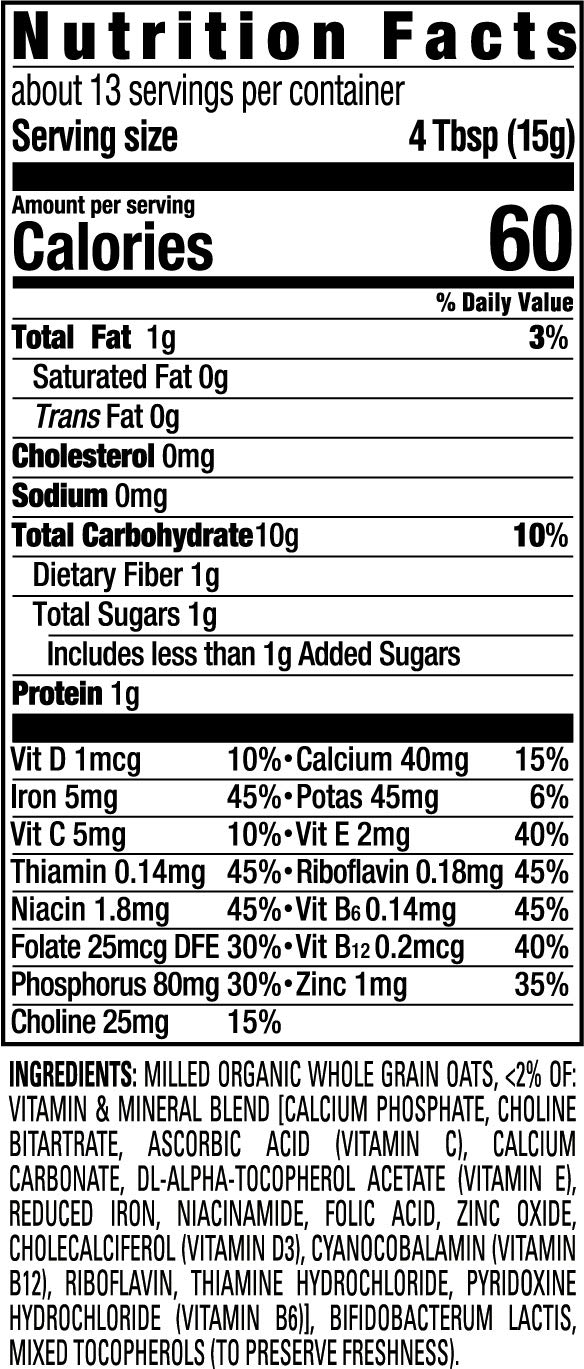 Nutrition Facts
about 13 servings per container
Serving size 4 Tbsp (15g)
Amount per serving
Calories 60
% Daily Value
Total Fat 1g 3%
Saturated Fat 0g
Trans Fat 0g
Cholesterol 0mg
Sodium 0mg
Total Carbohydrate 10g 10%
Dietary Fiber 1g
Total Sugars 1g
Includes less than 1g Added Sugars
Protein 1g
Vit D 1mcg 10% • Calcium 40mg 15%
Iron 5mg 45% • Potas 45mg 6%
Vit C 5mg 10% • Vit E 2mg 40%
Thiamin 0.14mg 45% • Riboflavin 0.18mg 45%
Niacin 1.8mg 45% • Vit B6 0.14mg 45%
Folate 25mcg DFE 30% • Vit B12 0.2mcg 40%
Phosphorus 80mg 30% • Zinc 1mg 35%
Choline 25mg 15%
INGREDIENTS: MILLED ORGANIC WHOLE GRAIN OATS, <2% OF:
VITAMIN & MINERAL BLEND [CALCIUM PHOSPHATE, CHOLINE
BITARTRATE, ASCORBIC ACID (VITAMIN C), CALCIUM
CARBONATE, DL-ALPHA-TOCOPHEROL ACETATE (VITAMIN E),
REDUCED IRON, NIACINAMIDE, FOLIC ACID, ZINC OXIDE,
CHOLECALCIFEROL (VITAMIN D3), CYANOCOBALAMIN (VITAMIN
B12), RIBOFLAVIN, THIAMINE HYDROCHLORIDE, PYRIDOXINE
HYDROCHLORIDE (VITAMIN B6)], BIFIDOBACTERUM LACTIS,
MIXED TOCOPHEROLS (TO PRESERVE FRESHNESS).